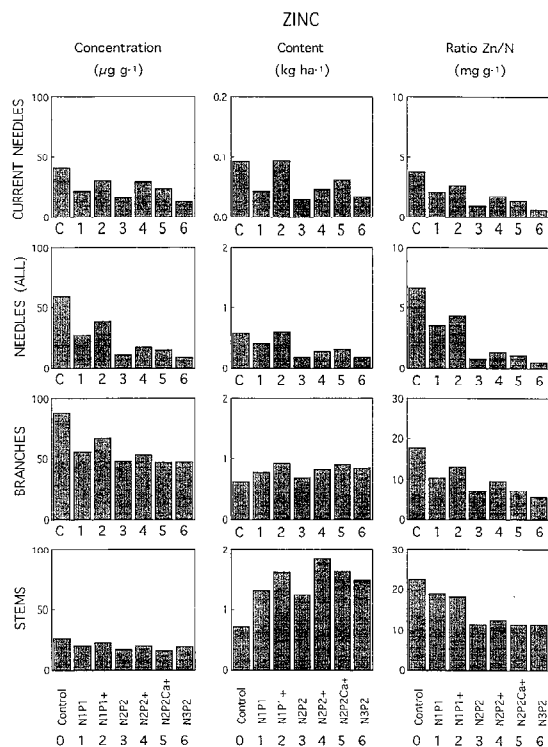 ZINC
Concentration
(µg g-1)
Content
(kg ha-1)
Ratio Zn/N
(mg g-1)
CURRENT NEEDLES
100
50
0
C 1 2 3 4 5 6
0.2
0.1
0.0
C 1 2 3 4 5 6
10
5
0
C 1 2 3 4 5 6
NEEDLES (ALL)
100
50
0
C 1 2 3 4 5 6
2
1
0
C 1 2 3 4 5 6
10
5
0
C 1 2 3 4 5 6
BRANCHES
100
50
0
C 1 2 3 4 5 6
2
1
0
C 1 2 3 4 5 6
30
20
10
0
C 1 2 3 4 5 6
STEMS
100
50
0
2
1
0
30
20
10
0
Control N1P1 N1P1+ N2P2 N2P2+ N2P2Ca+ N3P2
0 1 2 3 4 5 6
Control N1P1 N1P1+ N2P2 N2P2+ N2P2Ca+ N3P2
0 1 2 3 4 5 6
Control N1P1 N1P1+ N2P2 N2P2+ N2P2Ca+ N3P2
0 1 2 3 4 5 6